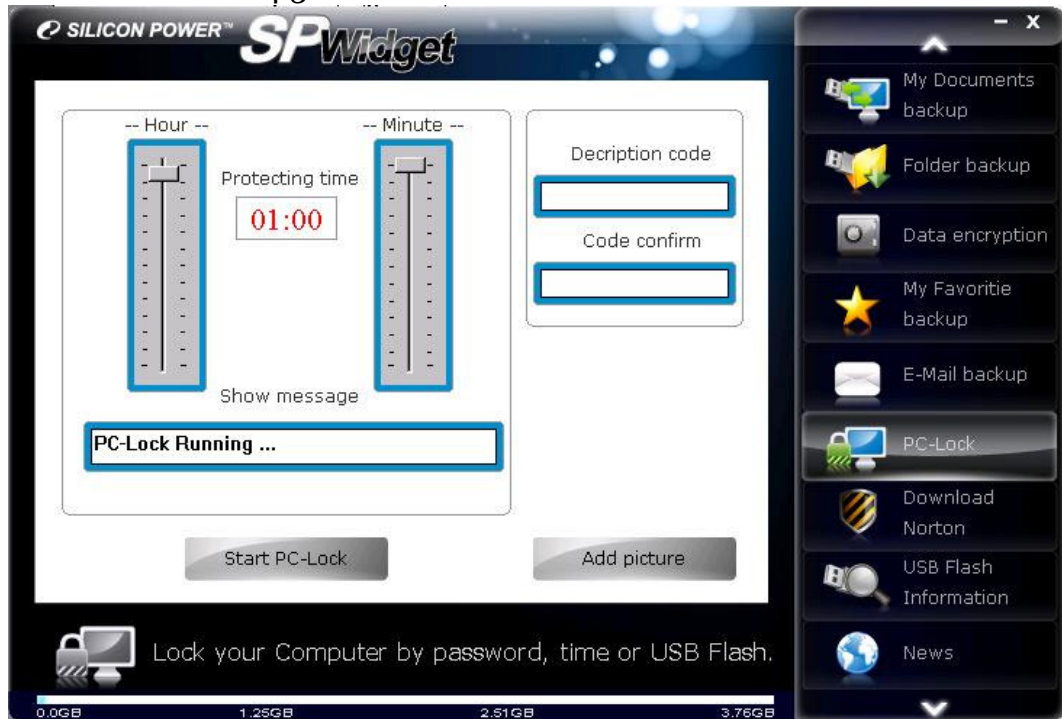 SILICON POWER™ SPWidget
- X
-- Hour --
-- Minute --
Protecting time
01:00
Show message
PC-Lock Running ...
Decription code
Code confirm
Start PC-Lock
Add picture
Lock your Computer by password, time or USB Flash.
0.0GB 1.25GB 2.51GB 3.76GB
My Documents
backup
Folder backup
Data encryption
My Favoritie
backup
E-Mail backup
PC-Lock
Download
Norton
USB Flash
Information
News